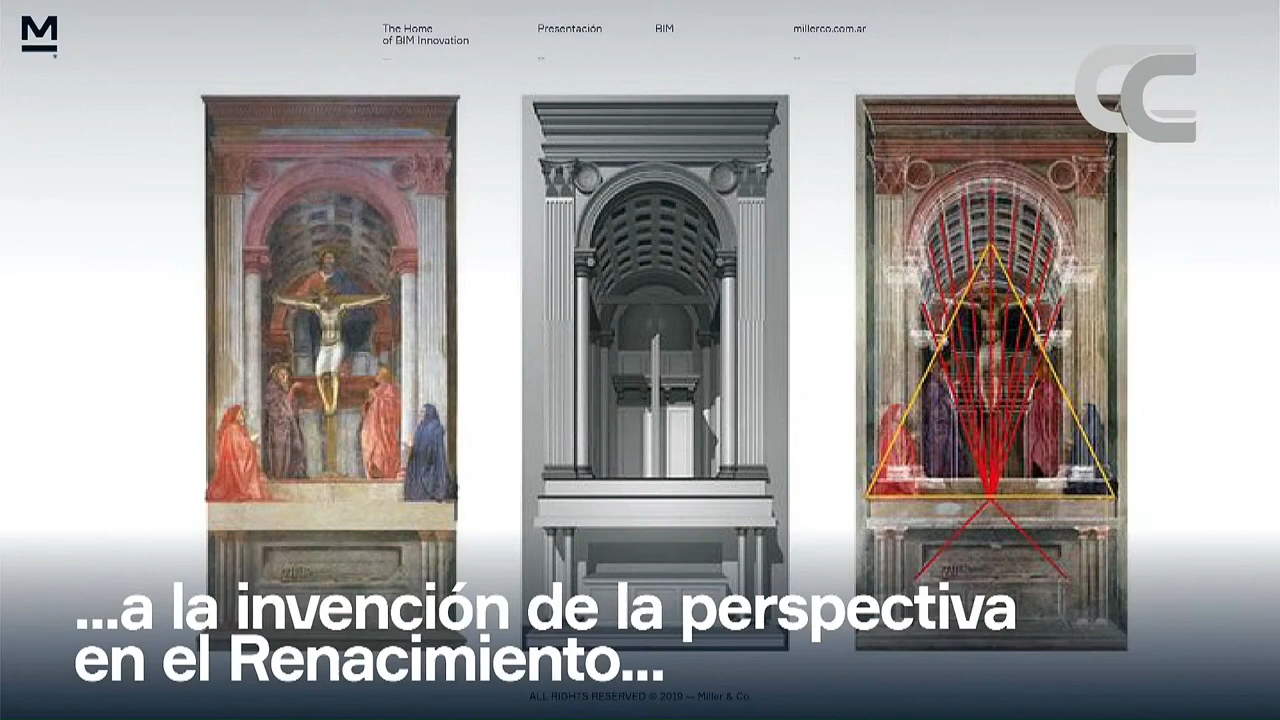 M
The Home
of BIM Innovation
Presentación
BIM
millerco.com.ar
...a la invención de la perspectiva
en el Renacimiento...
ALL RIGHTS RESERVED © 2019 — Miller & Co.